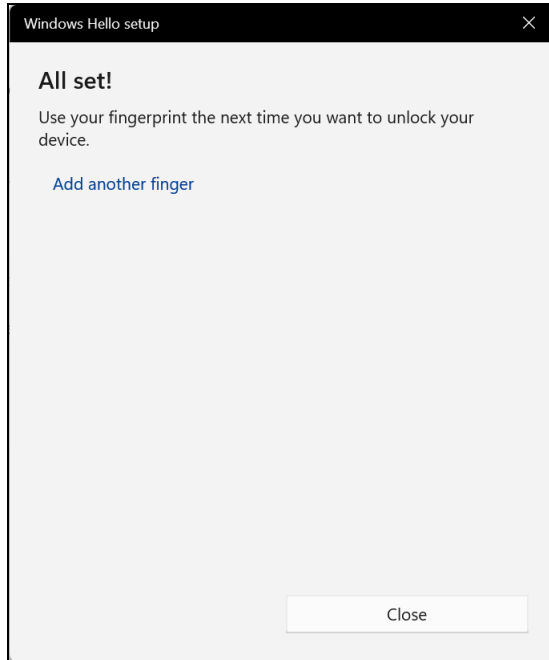 Windows Hello setup
All set!
Use your fingerprint the next time you want to unlock your
device.
Add another finger
Close